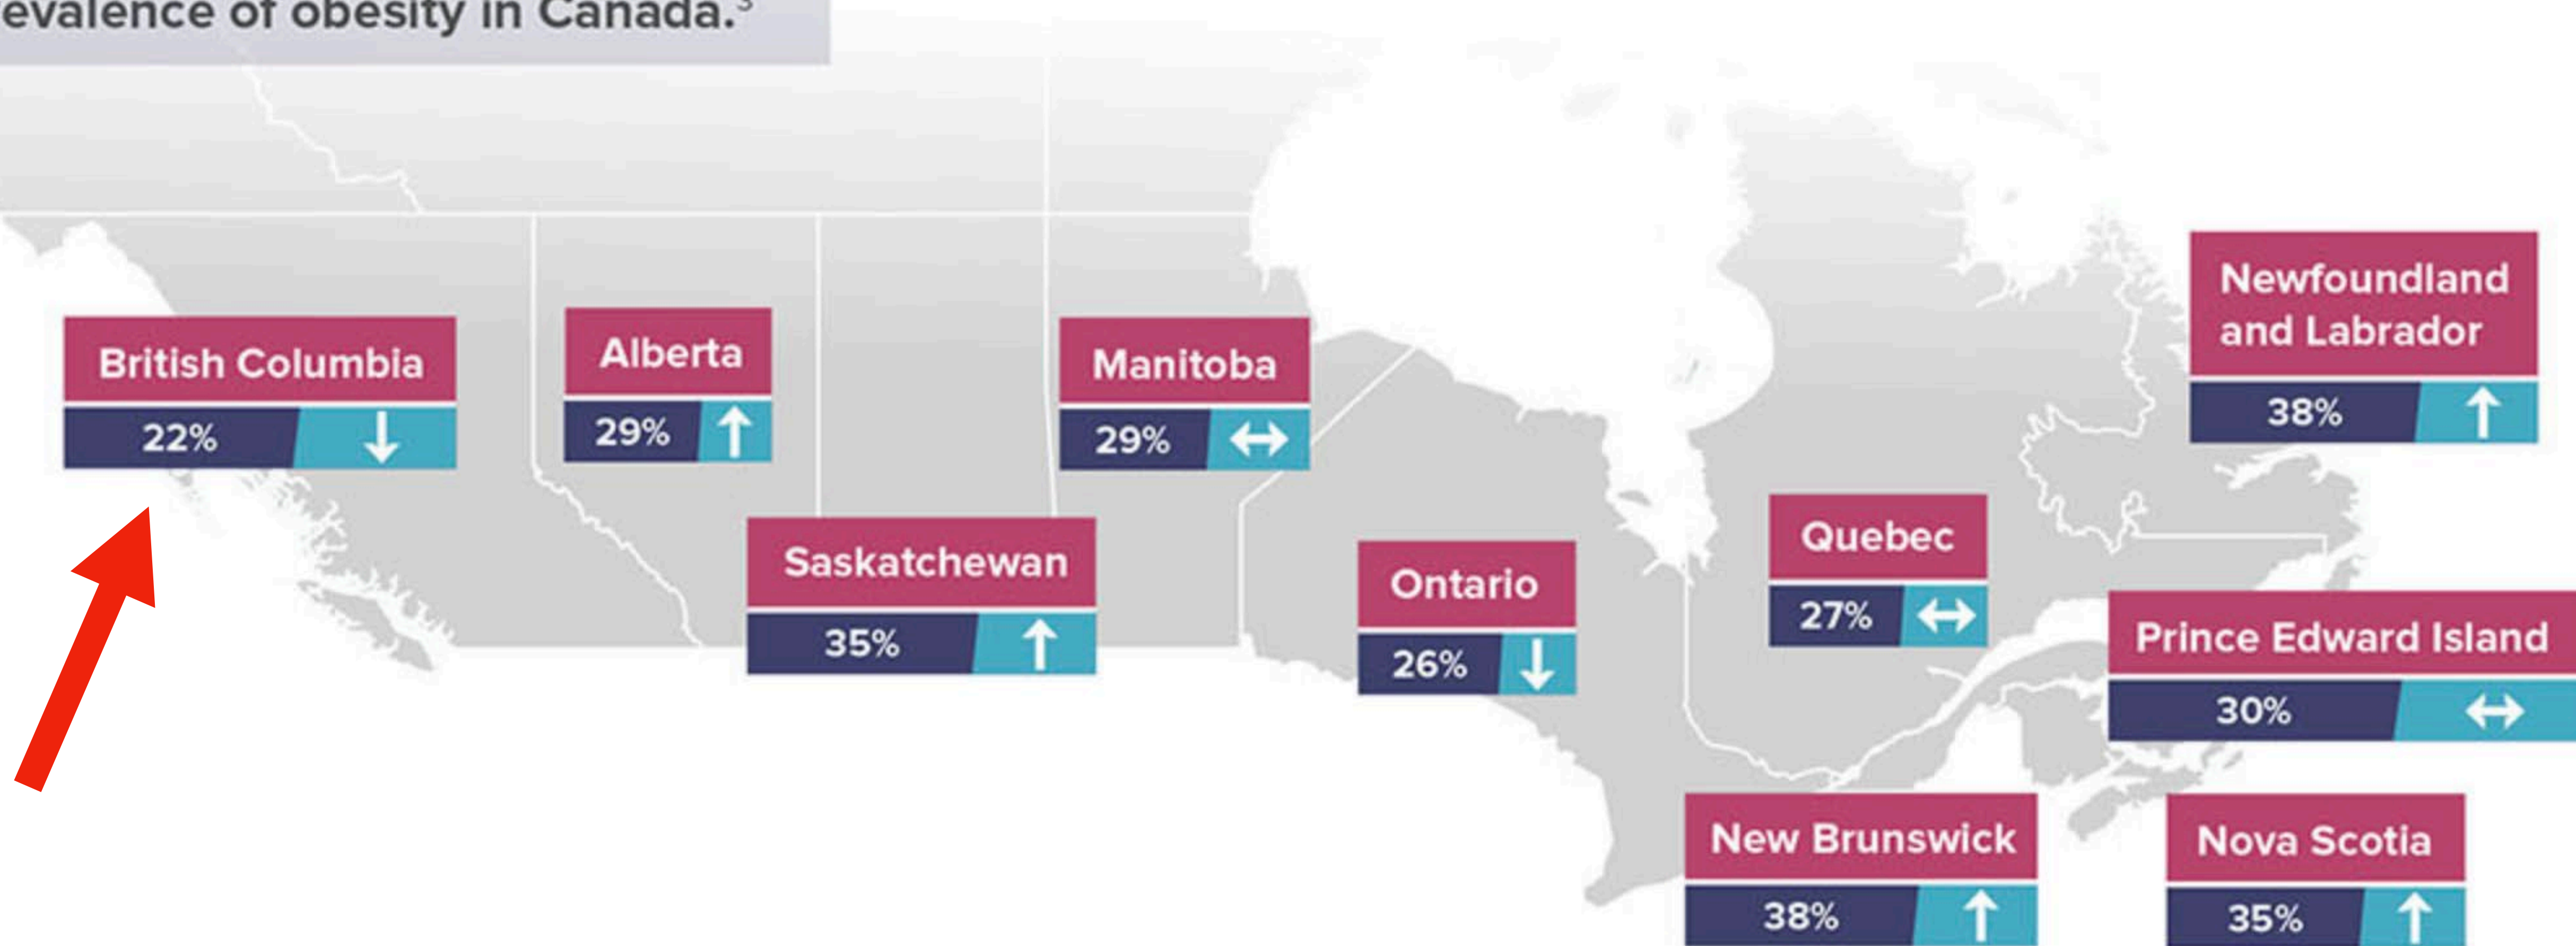 evalence of obesity in Canada.³
British Columbia
22%
Alberta
29%
Saskatchewan
35%
Manitoba
29%
Ontario
26%
Quebec
27%
Newfoundland
and Labrador
38%
Prince Edward Island
30%
New Brunswick
38%
Nova Scotia
35%